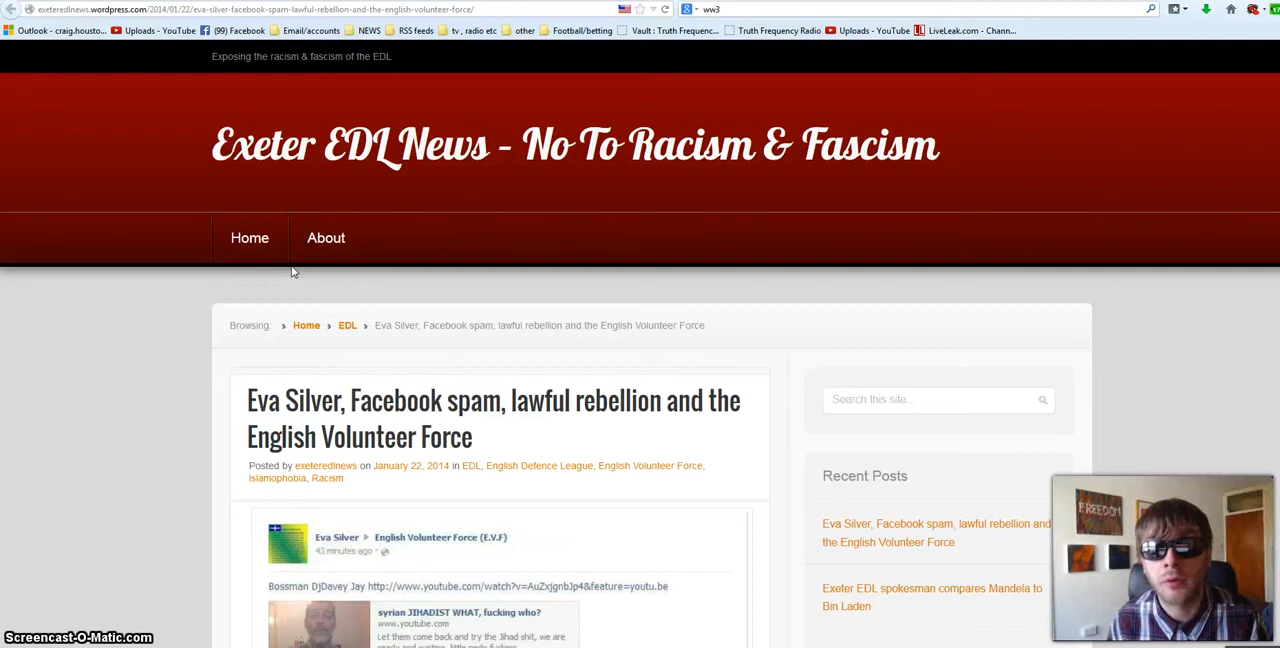 exeterednews.wordpress.com/2014/01/22/eva-silver-facebook-spam-lawful-rebellion-and-the-english-volunteer-force/
ww3
Outlook - craig.housto... Uploads - YouTube (99) Facebook Email/accounts NEWS RSS feeds tv , radio etc other Football/betting Vault : Truth Frequenc... Truth Frequency Radio Uploads - YouTube LiveLeak.com - Chann...
Exposing the racism & fascism of the EDL
Exeter EDL News – No To Racism & Fascism
Home About
Browsing: » Home » EDL » Eva Silver, Facebook spam, lawful rebellion and the English Volunteer Force
Eva Silver, Facebook spam, lawful rebellion and the
English Volunteer Force
Posted by exeteredlnews on January 22, 2014 in EDL, English Defence League, English Volunteer Force,
Islamophobia, Racism
Eva Silver ▸ English Volunteer Force (E.V.F)
43 minutes ago ·
Bossman DjDavey Jay http://www.youtube.com/watch?v=AuZxjgnbJp4&feature=youtu.be
syrian JIHADIST WHAT, fucking who?
www.youtube.com
Let them come back and try the Jihad shit, we are
ready and waiting, little pedo fuckers
Search this site...
Recent Posts
Eva Silver, Facebook spam, lawful rebellion and
the English Volunteer Force
Exeter EDL spokesman compares Mandela to
Bin Laden
FREEDOM
Screencast-O-Matic.com